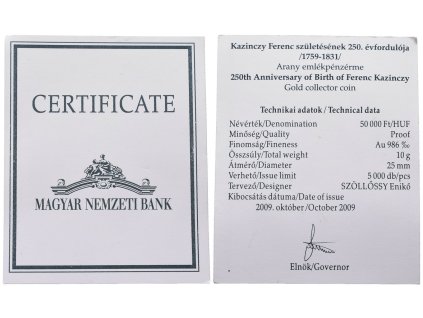 CERTIFICATE
MAGYAR NEMZETI BANK
Kazinczy Ferenc születésének 250. évfordulója
/1759-1831/
Arany emlékpénzérme
250th Anniversary of Birth of Ferenc Kazinczy
Gold collector coin
Technikai adatok / Technical data
Névérték/Denomination 50 000 Ft/HUF
Minőség/Quality Proof
Finomság/Fineness Au 986 ‰
Összsúly/Total weight 10 g
Átmérő/Diameter 25 mm
Verhető/Issue limit 5 000 db/pcs
Tervező/Designer SZÖLLŐSSY Enikő
Kibocsátás dátuma/Date of issue
2009. október/October 2009
Elnök/Governor